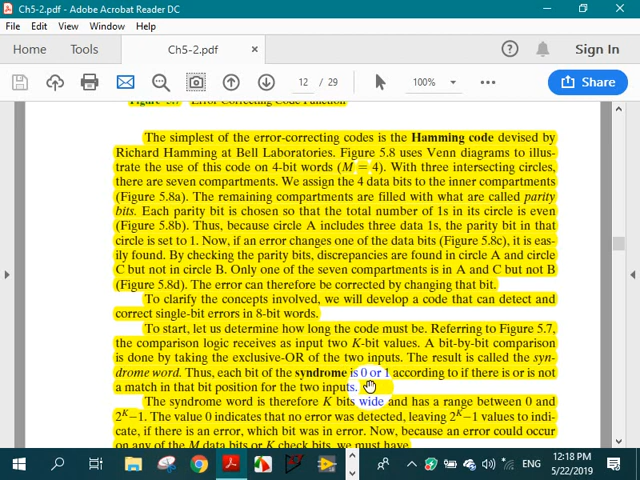 Ch5-2.pdf - Adobe Acrobat Reader DC
File Edit View Window Help
Home Tools Ch5-2.pdf × ? Sign In
12 / 29 100% Share
Error Correcting Code Function
The simplest of the error-correcting codes is the Hamming code devised by
Richard Hamming at Bell Laboratories. Figure 5.8 uses Venn diagrams to illus-
trate the use of this code on 4-bit words (M = 4). With three intersecting circles,
there are seven compartments. We assign the 4 data bits to the inner compartments
(Figure 5.8a). The remaining compartments are filled with what are called parity
bits. Each parity bit is chosen so that the total number of 1s in its circle is even
(Figure 5.8b). Thus, because circle A includes three data 1s, the parity bit in that
circle is set to 1. Now, if an error changes one of the data bits (Figure 5.8c), it is eas-
ily found. By checking the parity bits, discrepancies are found in circle A and circle
C but not in circle B. Only one of the seven compartments is in A and C but not B
(Figure 5.8d). The error can therefore be corrected by changing that bit.
To clarify the concepts involved, we will develop a code that can detect and
correct single-bit errors in 8-bit words.
To start, let us determine how long the code must be. Referring to Figure 5.7,
the comparison logic receives as input two K-bit values. A bit-by-bit comparison
is done by taking the exclusive-OR of the two inputs. The result is called the syn-
drome word. Thus, each bit of the syndrome is 0 or 1 according to if there is or is not
a match in that bit position for the two inputs.
The syndrome word is therefore K bits wide and has a range between 0 and
2^K−1. The value 0 indicates that no error was detected, leaving 2^K−1 values to indi-
cate, if there is an error, which bit was in error. Now, because an error could occur
on any of the M data bits or K check bits, we must have
ENG 12:18 PM
5/22/2019